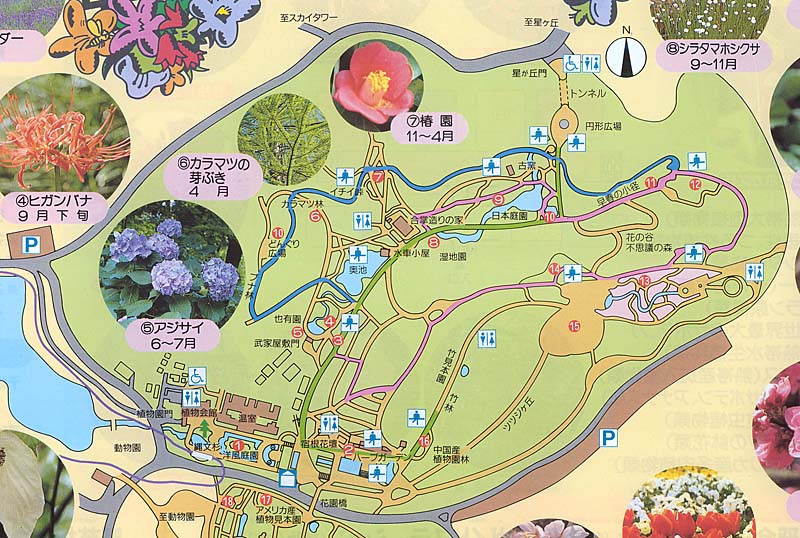 至スカイタワー
至星ヶ丘
ダー
N
⑧シラタマホシクサ
9～11月
星が丘門
トンネル
⑦椿園
11～4月
円形広場
⑥カラマツの
芽ぶき
4月
④ヒガンバナ
9月下旬
イチイ峠
古窯
7
11
12
早春の小径
カラマツ林
6
9
合掌造りの家
日本庭園
10
P
10
どんぐり
広場
8
水車小屋
湿地園
花の谷
不思議の森
奥池
14
13
⑤アジサイ
6～7月
也有園
4
5
3
15
武家屋敷門
竹見本園
竹林
ツツジヶ丘
植物園門
植物会館
温室
縄文杉
1
洋風庭園
宿根花壇
2
ーブガーデン
16
中国産
植物園林
P
動物園
18
17
花園橋
至動物園
アメリカ産
植物見本園